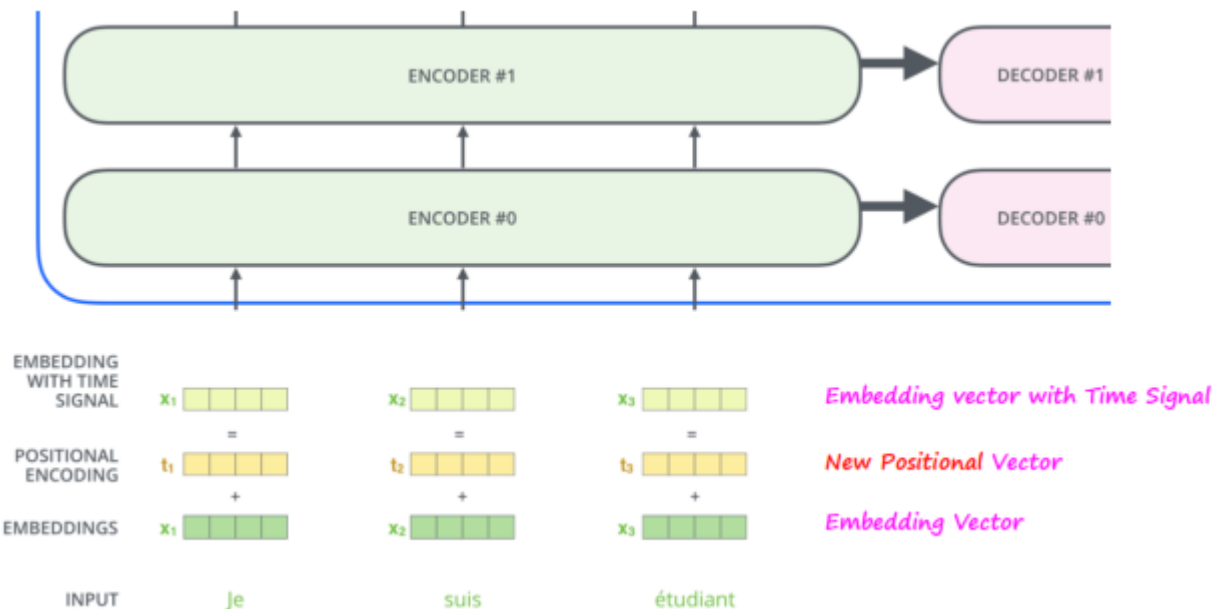 ENCODER #1
DECODER #1
ENCODER #0
DECODER #0
EMBEDDING
WITH TIME
SIGNAL
x₁
x₂
x₃
Embedding vector with Time Signal
=
=
=
POSITIONAL
ENCODING
t₁
t₂
t₃
New Positional Vector
+
+
+
EMBEDDINGS
x₁
x₂
x₃
Embedding Vector
INPUT
Je
suis
étudiant